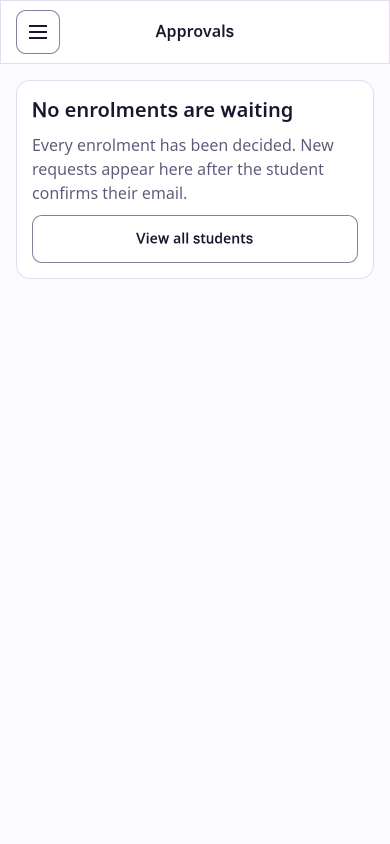 Approvals
No enrolments are waiting
Every enrolment has been decided. New
requests appear here after the student
confirms their email.
View all students